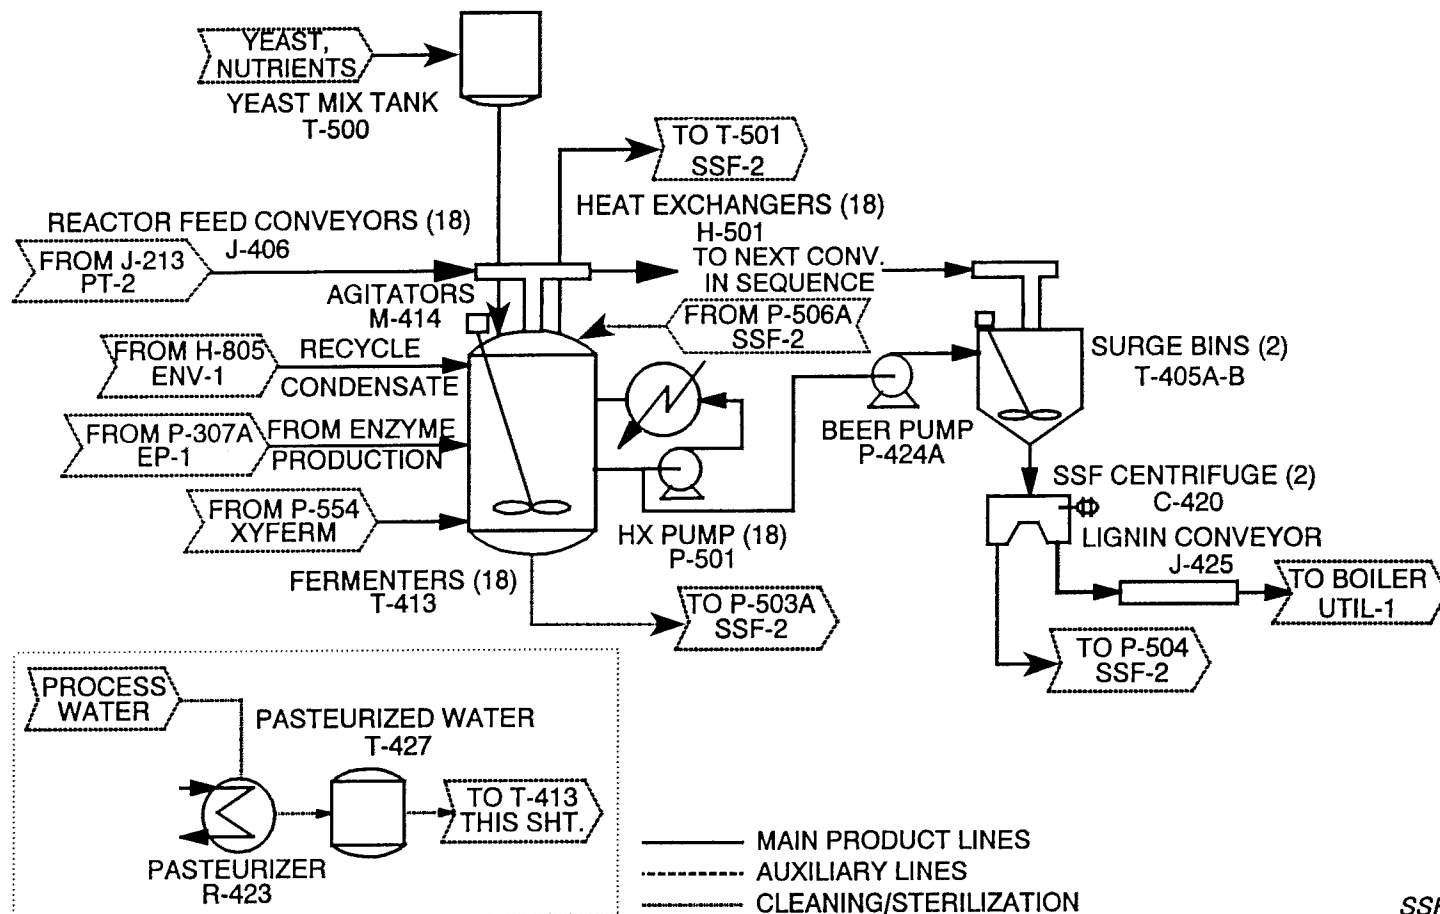 YEAST,
NUTRIENTS
YEAST MIX TANK
T-500
TO T-501
SSF-2
REACTOR FEED CONVEYORS (18)
J-406
HEAT EXCHANGERS (18)
H-501
FROM J-213
PT-2
TO NEXT CONV.
IN SEQUENCE
AGITATORS
M-414
FROM P-506A
SSF-2
FROM H-805
ENV-1
RECYCLE
CONDENSATE
SURGE BINS (2)
T-405A-B
FROM P-307A
EP-1
FROM ENZYME
PRODUCTION
BEER PUMP
P-424A
FROM P-554
XYFERM
SSF CENTRIFUGE (2)
C-420
HX PUMP (18)
P-501
LIGNIN CONVEYOR
J-425
FERMENTERS (18)
T-413
TO P-503A
SSF-2
TO BOILER
UTIL-1
TO P-504
SSF-2
PROCESS
WATER
PASTEURIZED WATER
T-427
TO T-413
THIS SHT.
PASTEURIZER
R-423
MAIN PRODUCT LINES
AUXILIARY LINES
CLEANING/STERILIZATION